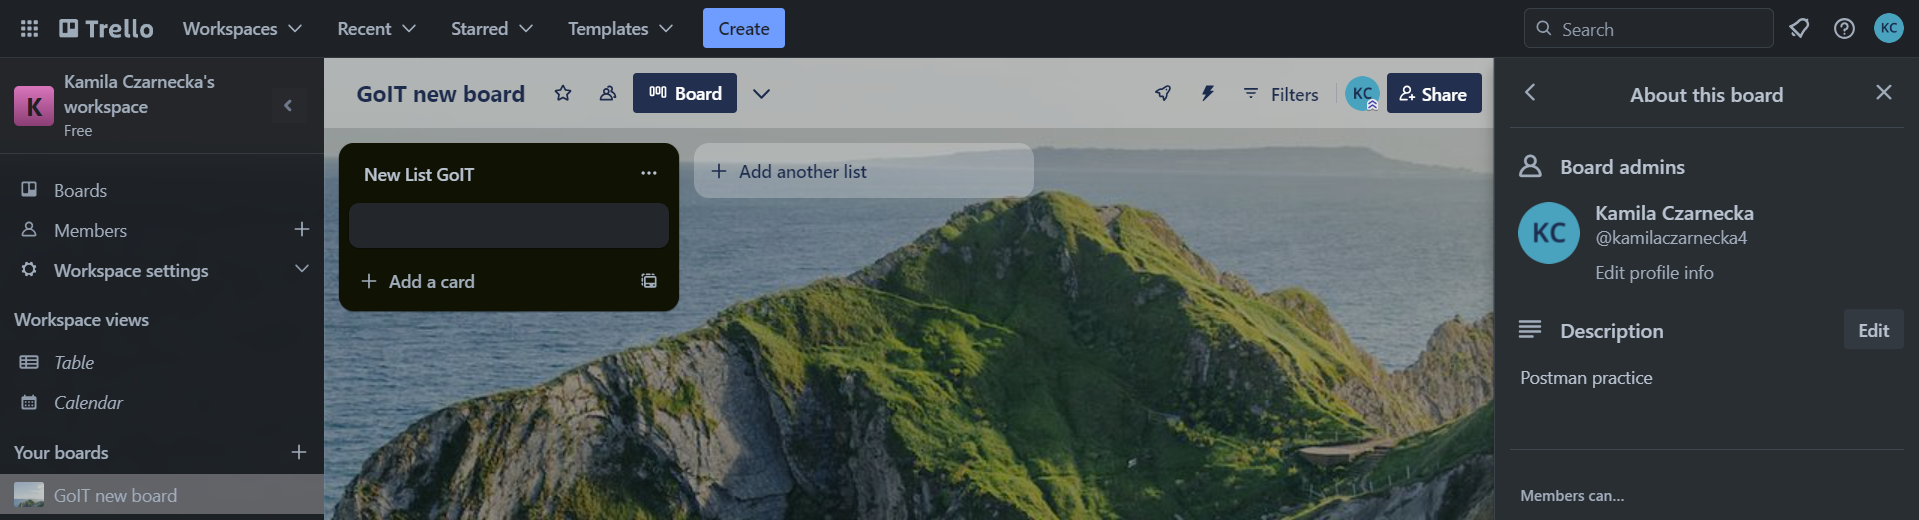 Trello
Workspaces
Recent
Starred
Templates
Create
Search
KC
K
Kamila Czarnecka's
workspace
Free
Boards
Members
Workspace settings
Workspace views
Table
Calendar
Your boards
GoIT new board
GoIT new board
Board
Filters
KC
Share
New List GoIT
Add a card
Add another list
About this board
Board admins
KC
Kamila Czarnecka
@kamilaczarnecka4
Edit profile info
Description
Edit
Postman practice
Members can...